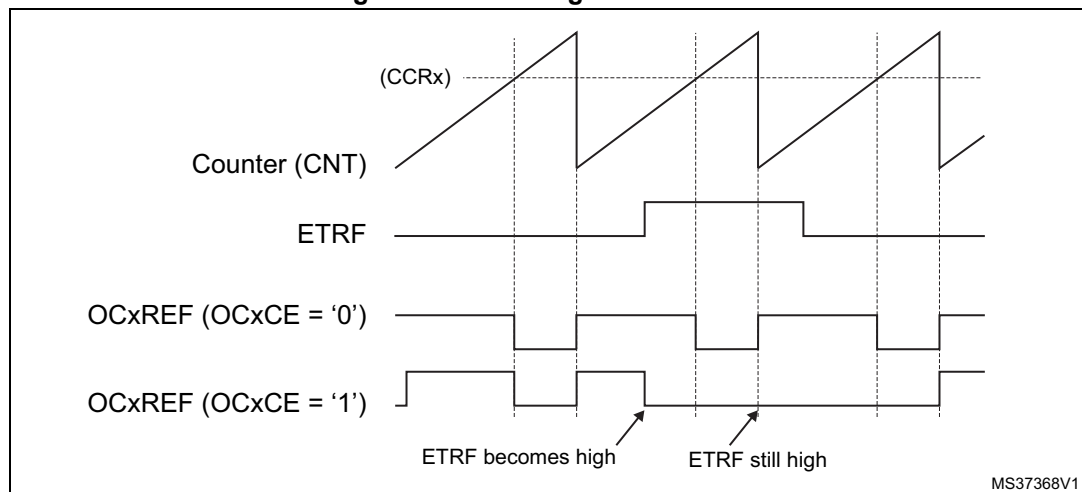 (CCRx)
Counter (CNT)
ETRF
OCxREF (OCxCE = ‘0’)
OCxREF (OCxCE = ‘1’)
ETRF becomes high
ETRF still high
MS37368V1